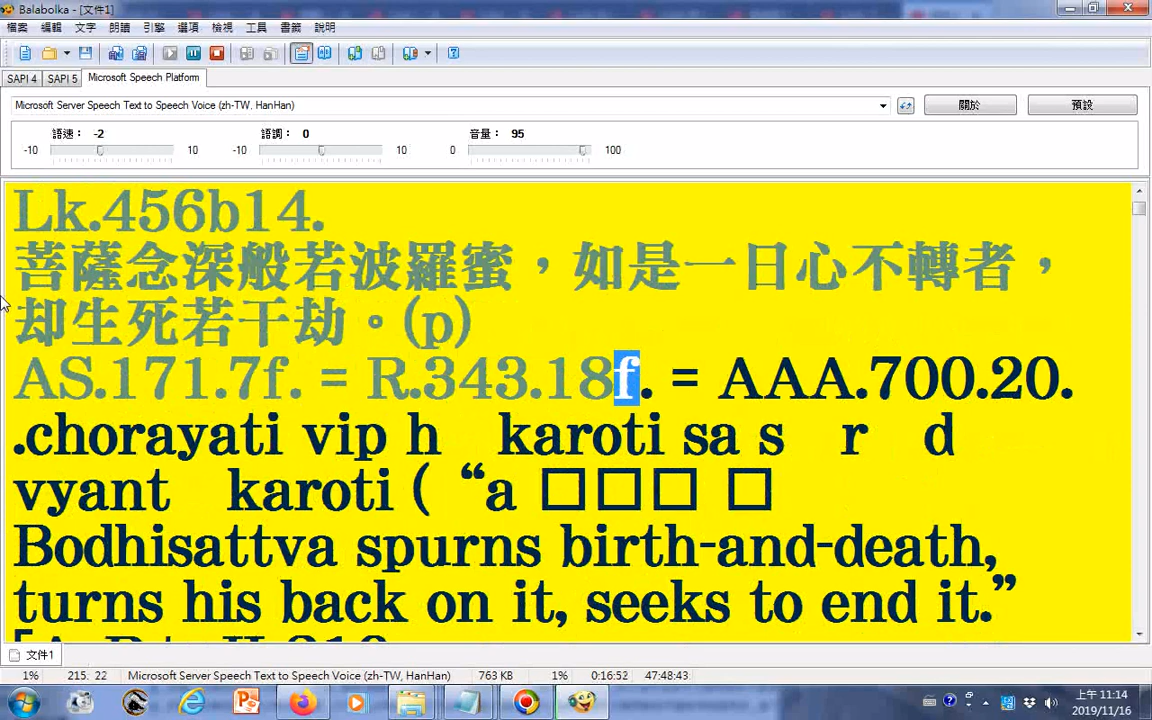 Balabolka - [文件1]
檔案 編輯 文字 朗讀 引擎 選項 檢視 工具 書籤 說明
SAPI 4 SAPI 5 Microsoft Speech Platform
Microsoft Server Speech Text to Speech Voice (zh-TW, HanHan) 關於 預設
語速： -2 語調： 0 音量： 95
-10 10 -10 10 0 100
Lk.456b14.
菩薩念深般若波羅蜜，如是一日心不轉者，
却生死若干劫。(p)
AS.171.7f. = R.343.18f. = AAA.700.20.
.chorayati vip h karoti sa s r d
vyant karoti ( “a □□□ □
Bodhisattva spurns birth-and-death,
turns his back on it, seeks to end it.”
文件1
1% 215. 22 Microsoft Server Speech Text to Speech Voice (zh-TW, HanHan) 763 KB 1% 0:16:52 47:48:43
上午 11:14
2019/11/16